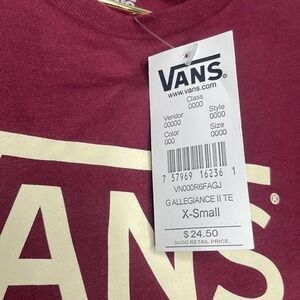 VANS®
www.vans.com
Class
0000
Vendor Style
00000 0000
Color Size
000 0000
7 57969 16236 1
VN000R6FAGJ
G ALLEGIANCE II TE
X-Small
$24.50
SUGG RETAIL PRICE
VANS®